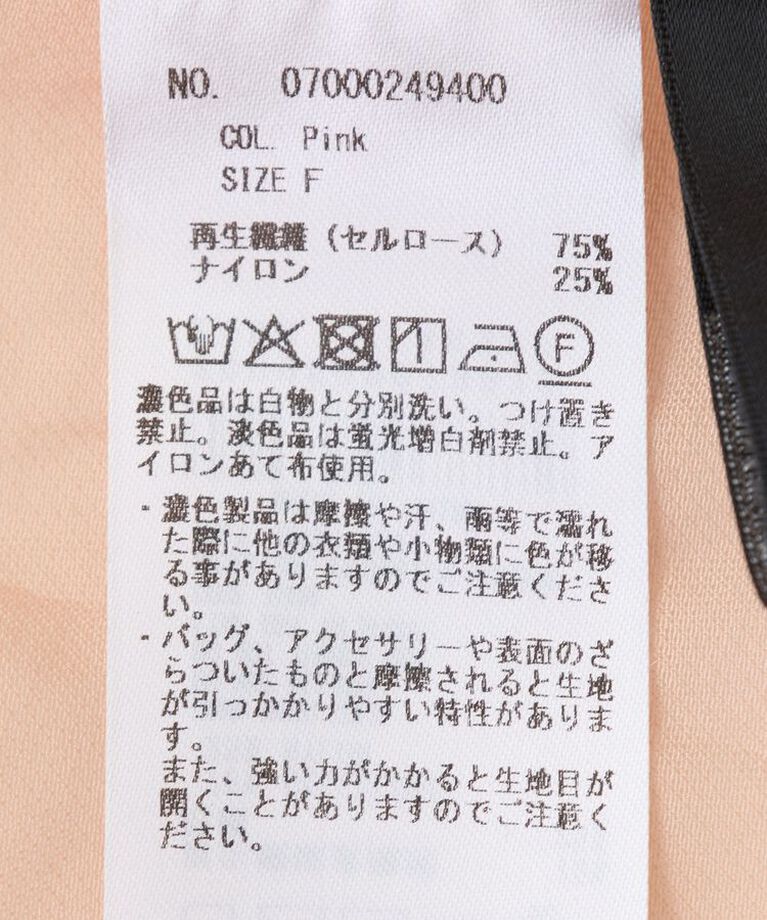 NO. 07000249400
COL. Pink
SIZE F
再生繊維（セルロース） 75%
ナイロン 25%
F
濃色品は白物と分別洗い。つけ置き
禁止。淡色品は蛍光増白剤禁止。ア
イロンあて布使用。
・濃色製品は摩擦や汗、雨等で濡れ
た際に他の衣類や小物類に色が移
る事がありますのでご注意くださ
い。
・バッグ、アクセサリーや表面のざ
らついたものと摩擦されると生地
が引っかかりやすい特性がありま
す。
また、強い力がかかると生地目が
開くことがありますのでご注意く
ださい。